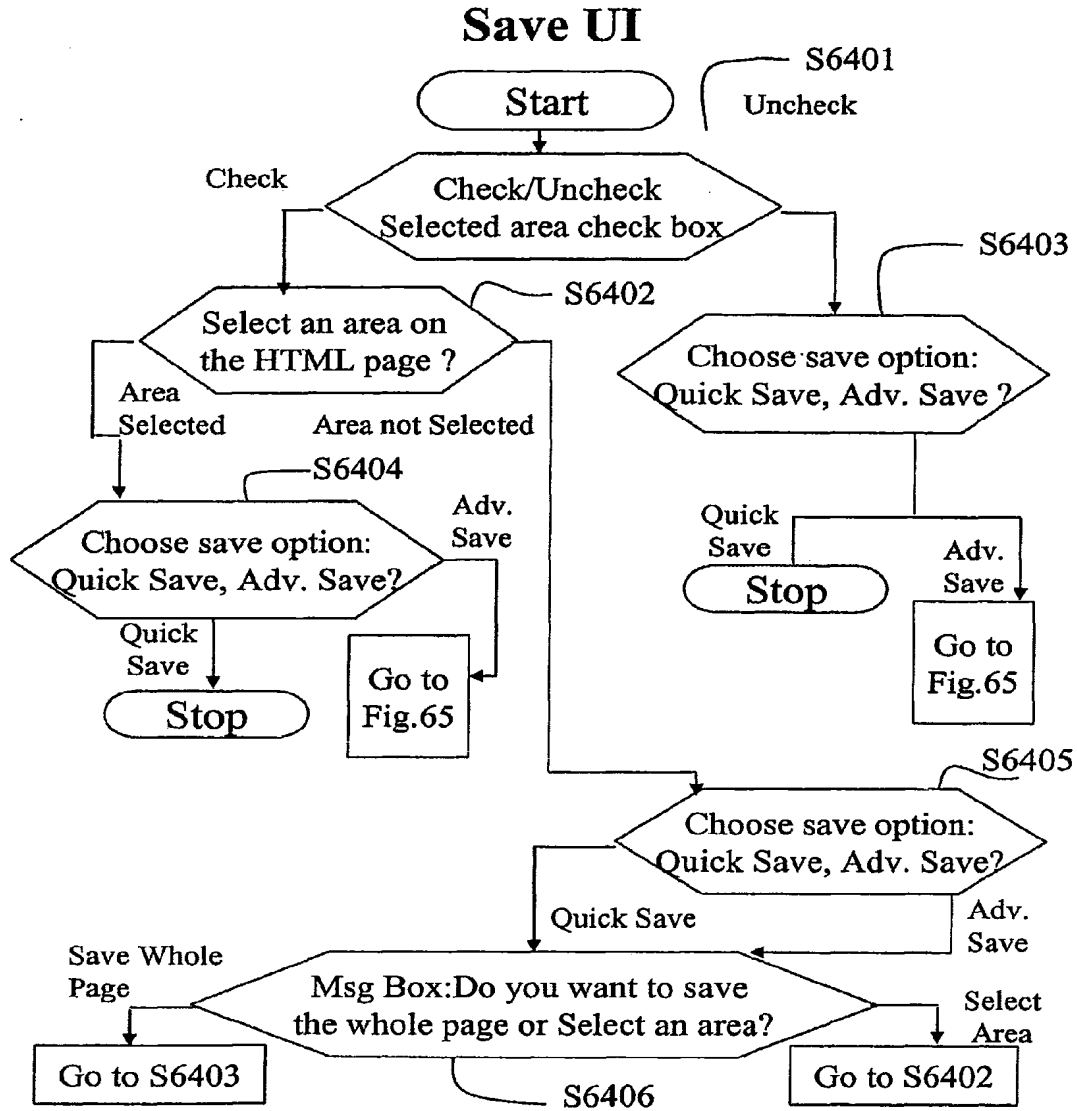 Save UI
S6401
Start
Uncheck
Check
Check/Uncheck
Selected area check box
S6403
S6402
Select an area on
the HTML page ?
Choose save option:
Quick Save, Adv. Save ?
Area
Selected
Area not Selected
S6404
Adv.
Save
Choose save option:
Quick Save, Adv. Save?
Quick
Save
Stop
Adv.
Save
Go to
Fig.65
Quick
Save
Stop
Go to
Fig.65
S6405
Choose save option:
Quick Save, Adv. Save?
Quick Save
Adv.
Save
Save Whole
Page
Msg Box:Do you want to save
the whole page or Select an area?
Select
Area
Go to S6403
Go to S6402
S6406